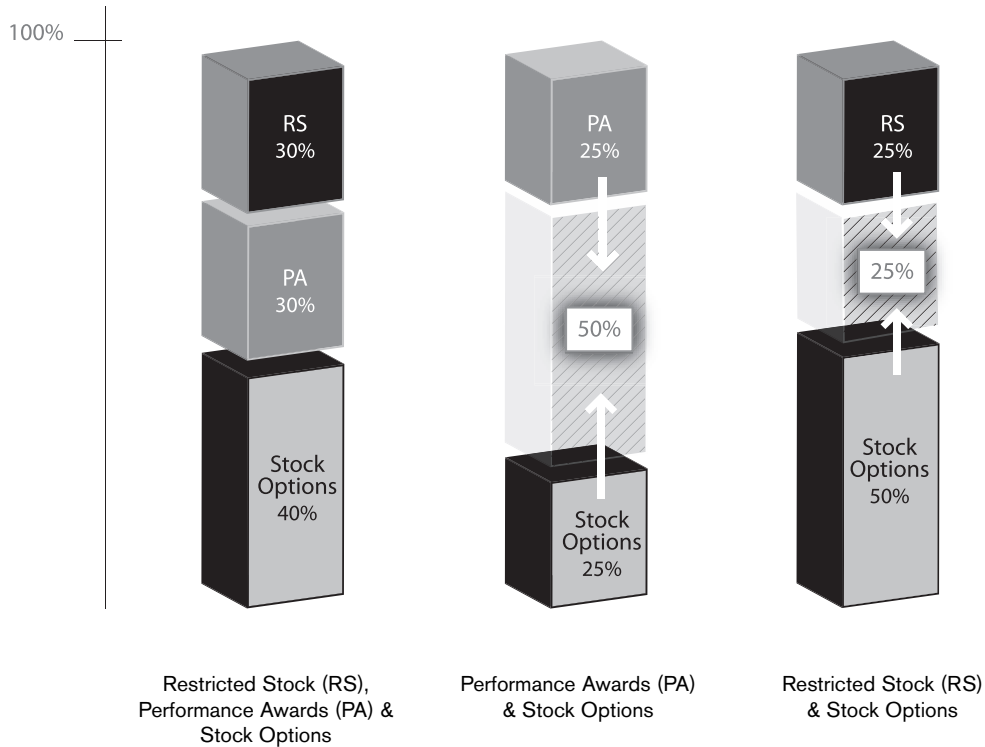 100%
RS
30%
PA
30%
Stock
Options
40%
Restricted Stock (RS),
Performance Awards (PA) &
Stock Options
PA
25%
50%
Stock
Options
25%
Performance Awards (PA)
& Stock Options
RS
25%
25%
Stock
Options
50%
Restricted Stock (RS)
& Stock Options